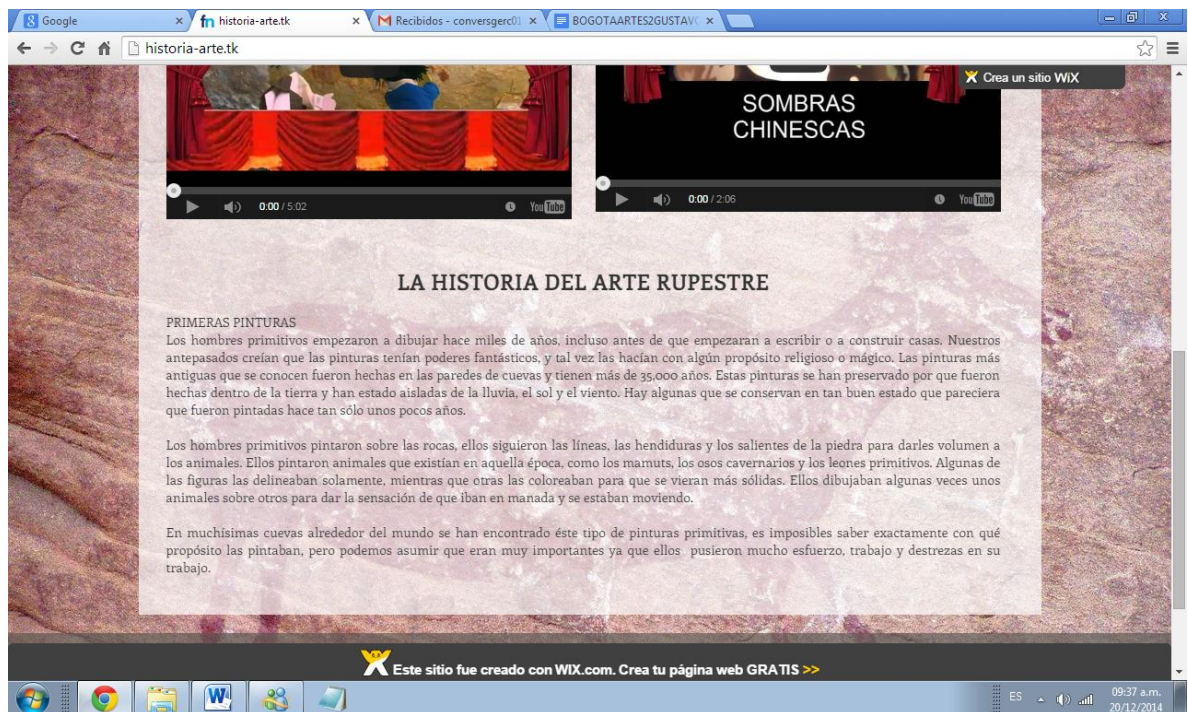 Google
historia-arte.tk
Recibidos - conversgerc01
BOGOTAARTES2GUSTAV
historia-arte.tk
Crea un sitio WiX
SOMBRAS
CHINESCAS
0:00 / 5:02
YouTube
0:00 / 2:06
YouTube
LA HISTORIA DEL ARTE RUPESTRE
PRIMERAS PINTURAS
Los hombres primitivos empezaron a dibujar hace miles de años, incluso antes de que empezaran a escribir o a construir casas. Nuestros
antepasados creían que las pinturas tenían poderes fantásticos, y tal vez las hacían con algún propósito religioso o mágico. Las pinturas más
antiguas que se conocen fueron hechas en las paredes de cuevas y tienen más de 35,000 años. Estas pinturas se han preservado por que fueron
hechas dentro de la tierra y han estado aisladas de la lluvia, el sol y el viento. Hay algunas que se conservan en tan buen estado que pareciera
que fueron pintadas hace tan sólo unos pocos años.
Los hombres primitivos pintaron sobre las rocas, ellos siguieron las líneas, las hendiduras y los salientes de la piedra para darles volumen a
los animales. Ellos pintaron animales que existían en aquella época, como los mamuts, los osos cavernarios y los leones primitivos. Algunas de
las figuras las delineaban solamente, mientras que otras las coloreaban para que se vieran más sólidas. Ellos dibujaban algunas veces unos
animales sobre otros para dar la sensación de que iban en manada y se estaban moviendo.
En muchísimas cuevas alrededor del mundo se han encontrado éste tipo de pinturas primitivas, es imposibles saber exactamente con qué
propósito las pintaban, pero podemos asumir que eran muy importantes ya que ellos pusieron mucho esfuerzo, trabajo y destrezas en su
trabajo.
Este sitio fue creado con WIX.com. Crea tu página web GRATIS >>
ES
09:37 a.m.
20/12/2014